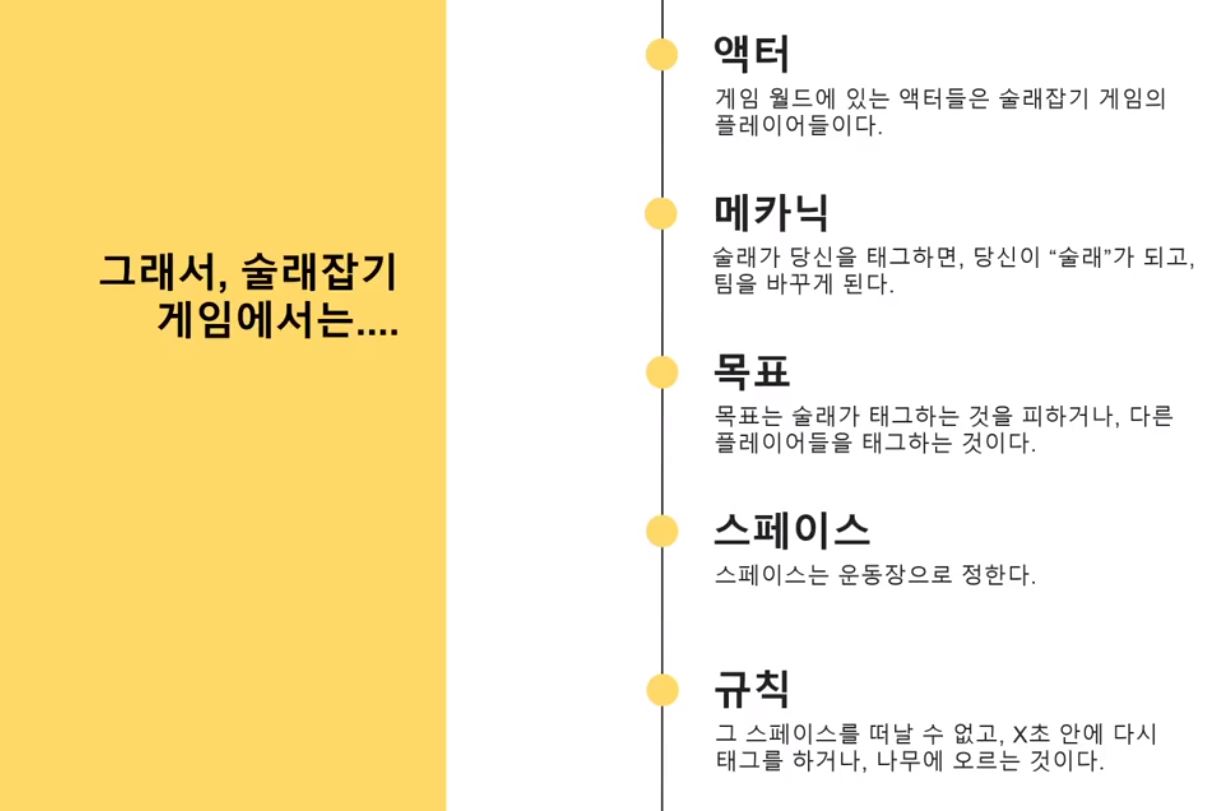 그래서, 술래잡기
게임에서는....
액터
게임 월드에 있는 액터들은 술래잡기 게임의
플레이어들이다.
메카닉
술래가 당신을 태그하면, 당신이 “술래”가 되고,
팀을 바꾸게 된다.
목표
목표는 술래가 태그하는 것을 피하거나, 다른
플레이어들을 태그하는 것이다.
스페이스
스페이스는 운동장으로 정한다.
규칙
그 스페이스를 떠날 수 없고, X초 안에 다시
태그를 하거나, 나무에 오르는 것이다.